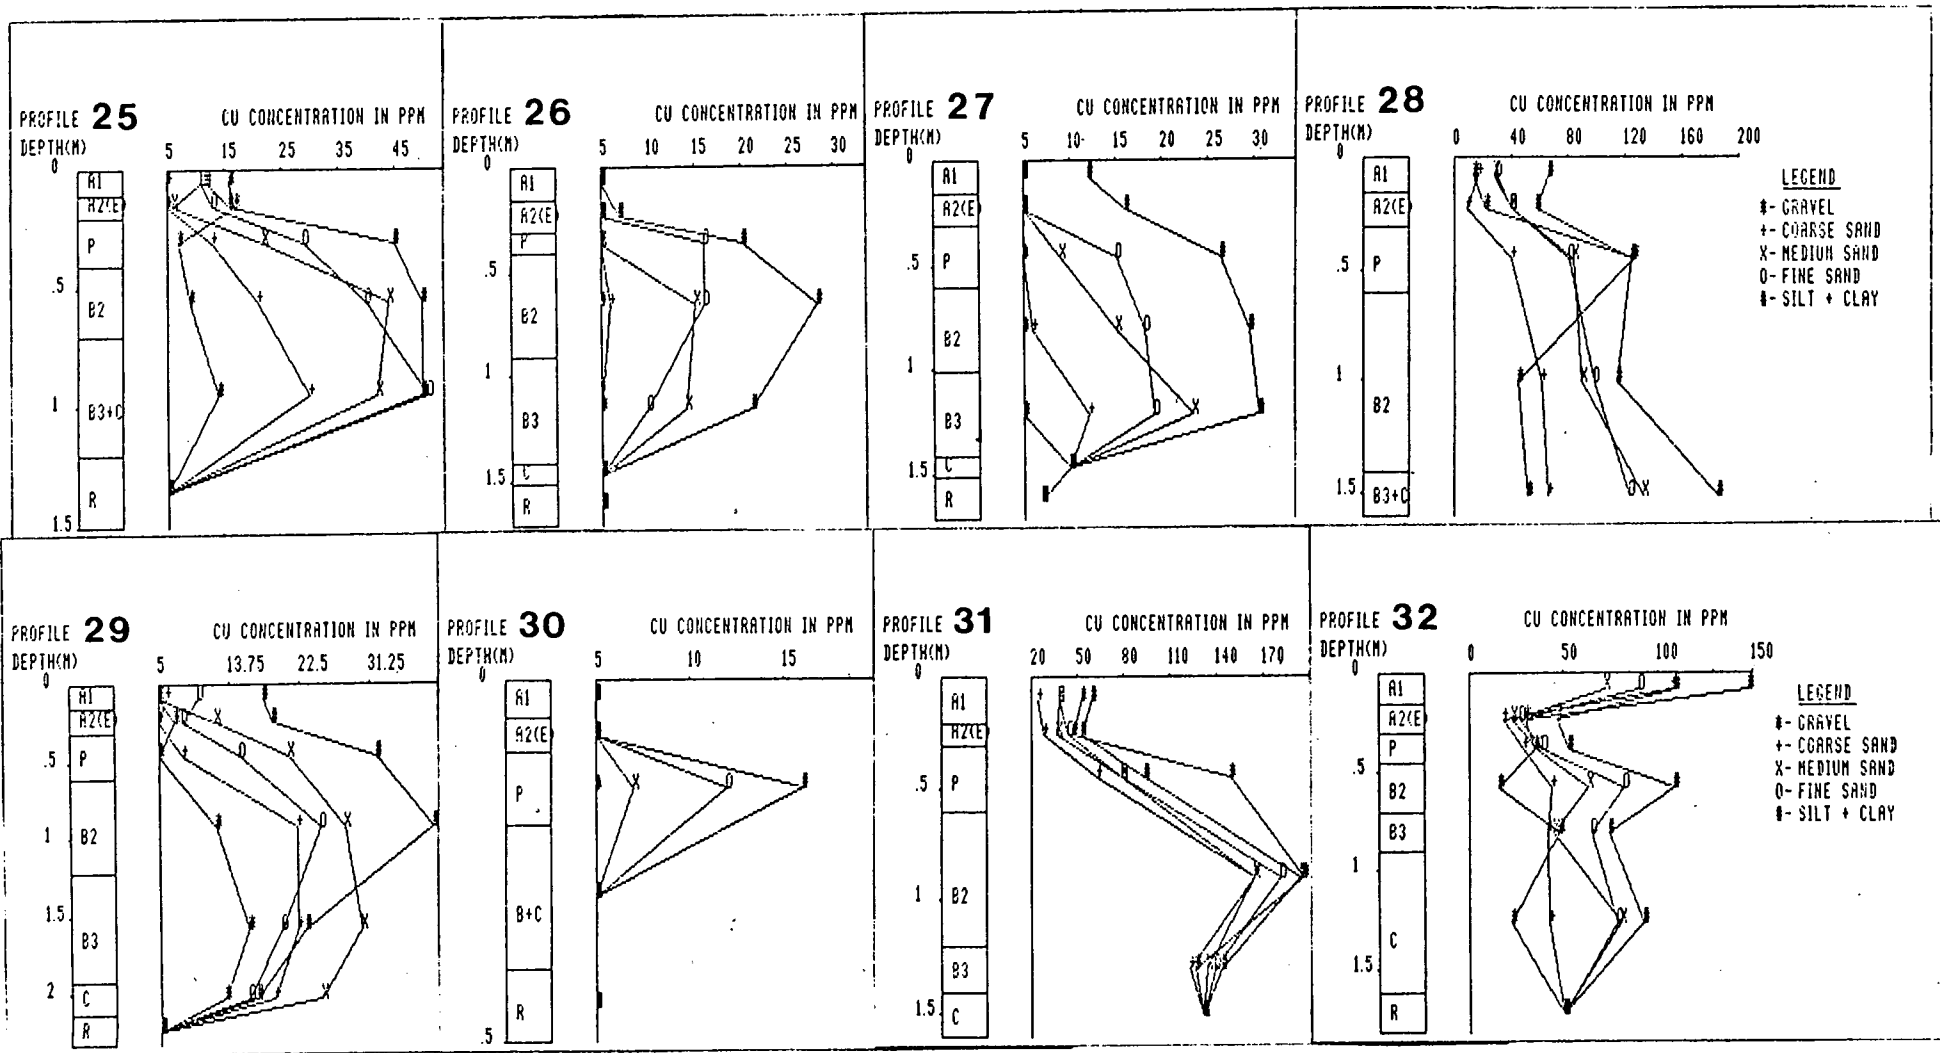 PROFILE 25
CU CONCENTRATION IN PPM
DEPTH(M)
5 15 25 35 45
0
A1
A2(E)
P
.5
B2
1
B3+C
R
1.5
PROFILE 26
CU CONCENTRATION IN PPM
DEPTH(M)
5 10 15 20 25 30
0
A1
A2(E)
P
.5
B2
1
B3
1.5
C
R
PROFILE 27
CU CONCENTRATION IN PPM
DEPTH(M)
5 10 15 20 25 30
0
A1
A2(E)
.5
P
B2
1
B3
1.5
C
R
PROFILE 28
CU CONCENTRATION IN PPM
DEPTH(M)
0 40 80 120 160 200
0
A1
A2(E)
.5
P
B2
1
1.5
B3+C
LEGEND
- GRAVEL
+- COARSE SAND
X- MEDIUM SAND
O- FINE SAND
- SILT + CLAY
PROFILE 29
CU CONCENTRATION IN PPM
DEPTH(M)
5 13.75 22.5 31.25
0
A1
A2(E)
.5
P
1
B2
1.5
B3
2
C
R
PROFILE 30
CU CONCENTRATION IN PPM
DEPTH(M)
5 10 15
0
A1
A2(E)
P
B+C
R
.5
PROFILE 31
CU CONCENTRATION IN PPM
DEPTH(M)
20 50 80 110 140 170
0
A1
A2(E)
.5
P
1
B2
B3
1.5
C
PROFILE 32
CU CONCENTRATION IN PPM
DEPTH(M)
0 50 100 150
0
A1
A2(E)
P
.5
B2
B3
1
C
1.5
R
LEGEND
- GRAVEL
+- COARSE SAND
X- MEDIUM SAND
O- FINE SAND
- SILT + CLAY